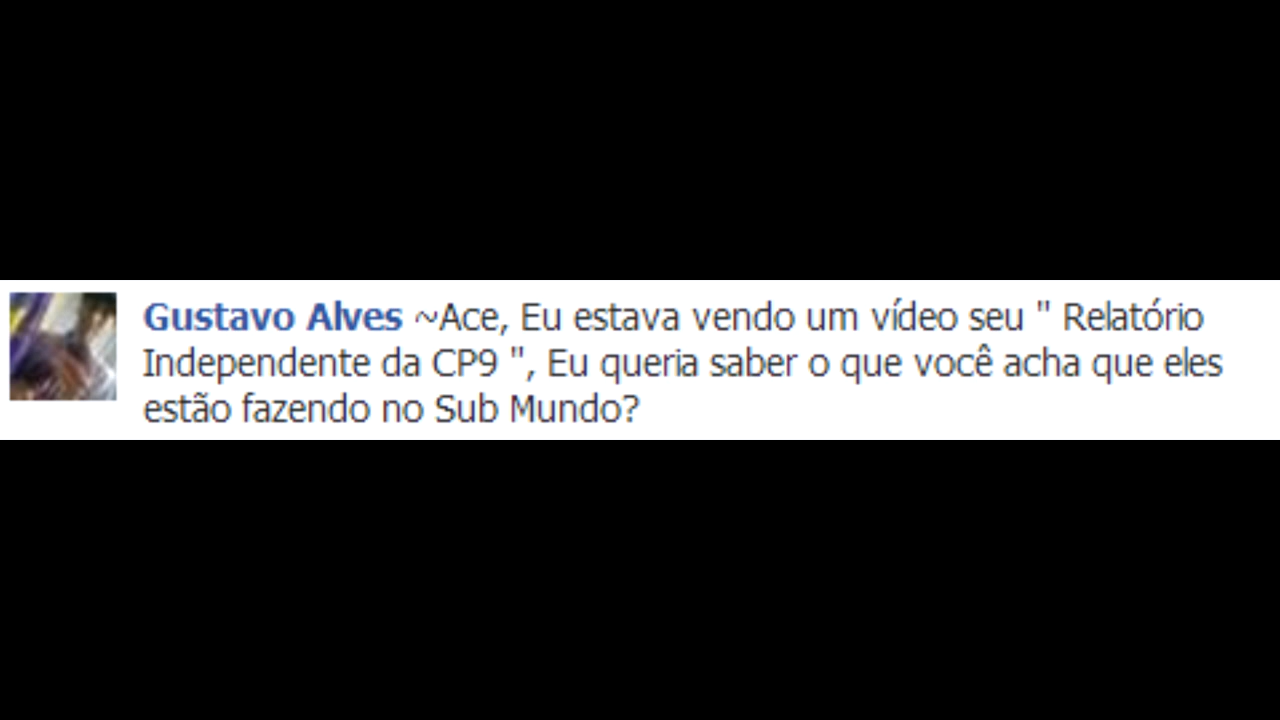 Gustavo Alves ~Ace, Eu estava vendo um vídeo seu " Relatório
Independente da CP9 ", Eu queria saber o que você acha que eles
estão fazendo no Sub Mundo?